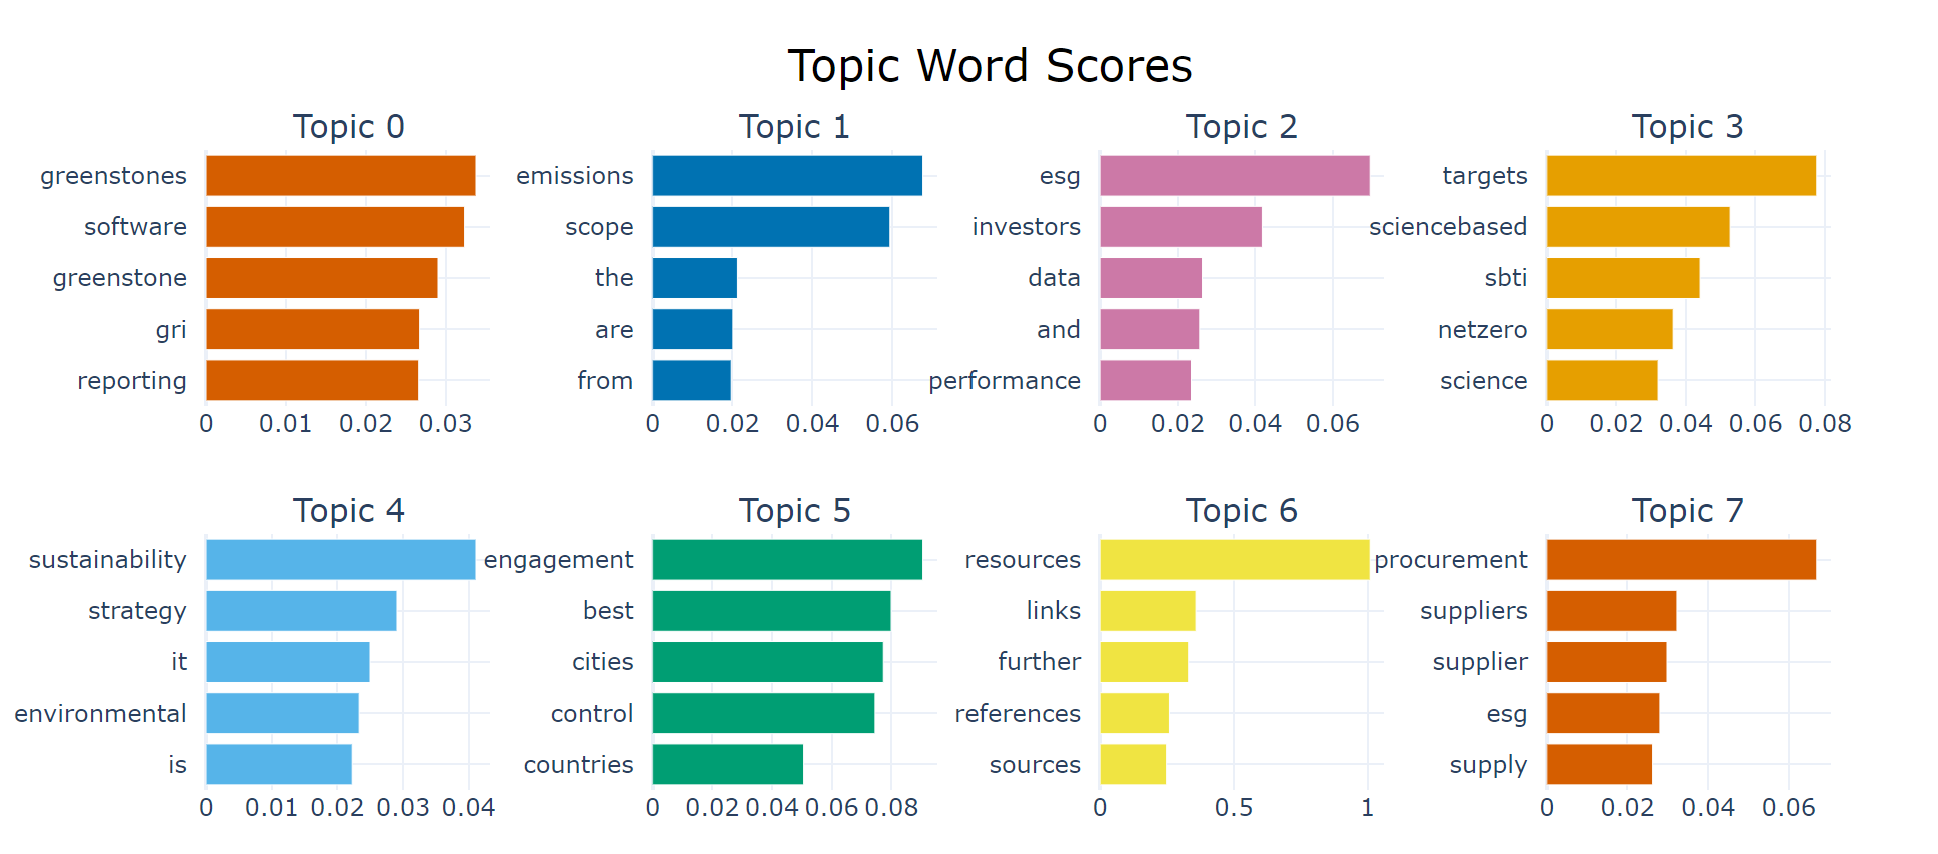 Topic Word Scores
Topic 0
greenstones
software
greenstone
gri
reporting
0 0.01 0.02 0.03
Topic 1
emissions
scope
the
are
from
0 0.02 0.04 0.06
Topic 2
esg
investors
data
and
performance
0 0.02 0.04 0.06
Topic 3
targets
sciencebased
sbti
netzero
science
0 0.02 0.04 0.06 0.08
Topic 4
sustainability
strategy
it
environmental
is
0 0.01 0.02 0.03 0.04
Topic 5
engagement
best
cities
control
countries
0 0.02 0.04 0.06 0.08
Topic 6
resources
links
further
references
sources
0 0.5 1
Topic 7
procurement
suppliers
supplier
esg
supply
0 0.02 0.04 0.06